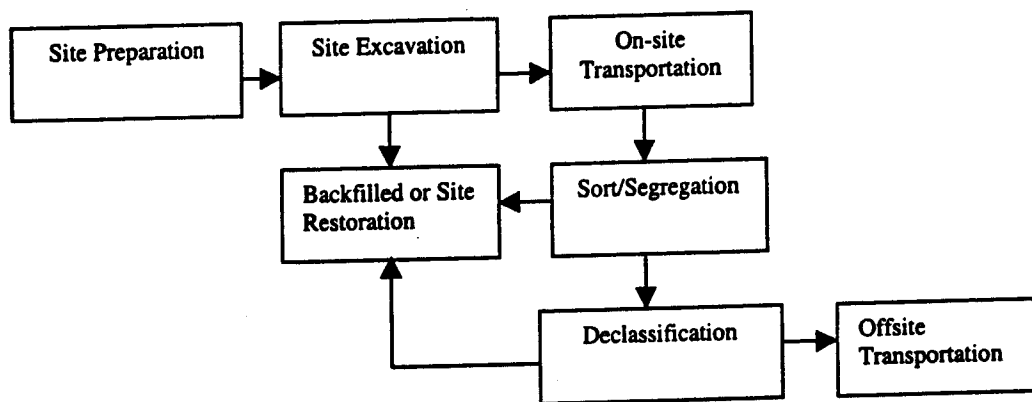 Site Preparation
Site Excavation
On-site
Transportation
Backfilled or Site
Restoration
Sort/Segregation
Declassification
Offsite
Transportation